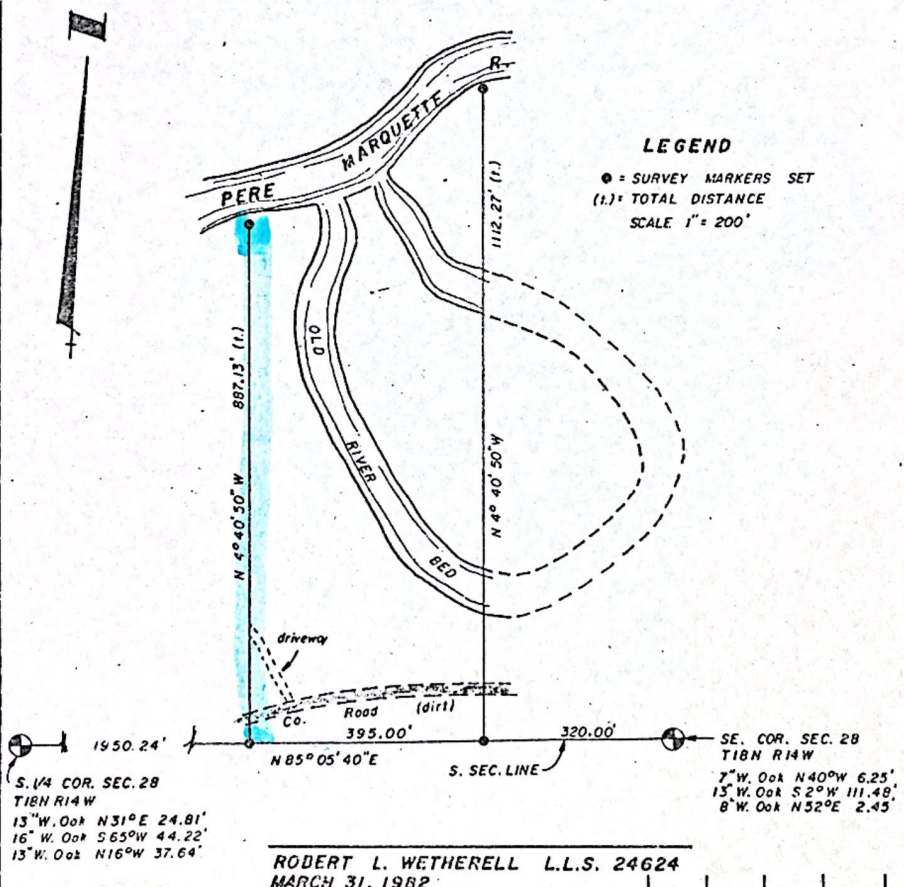 PERE MARQUETTE R.
LEGEND
= SURVEY MARKERS SET
(t.)= TOTAL DISTANCE
SCALE 1"= 200'
887.13' (t.)
N 4° 40' 50" W
1112.27' (t.)
N 4° 40' 50" W
OLD RIVER BED
driveway
Co. Road (dirt)
1950.24'
395.00'
320.00'
N 85° 05' 40" E
S. SEC. LINE
S. 1/4 COR. SEC. 28
T18N R14W
13" W. Oak N31°E 24.81'
16" W. Oak S65°W 44.22'
13" W. Oak N16°W 37.64'
SE. COR. SEC. 28
T18N R14W
7" W. Oak N40°W 6.25'
13" W. Oak S2°W 111.48'
8" W. Oak N52°E 2.45'
ROBERT L. WETHERELL L.L.S. 24624
MARCH 31, 1982